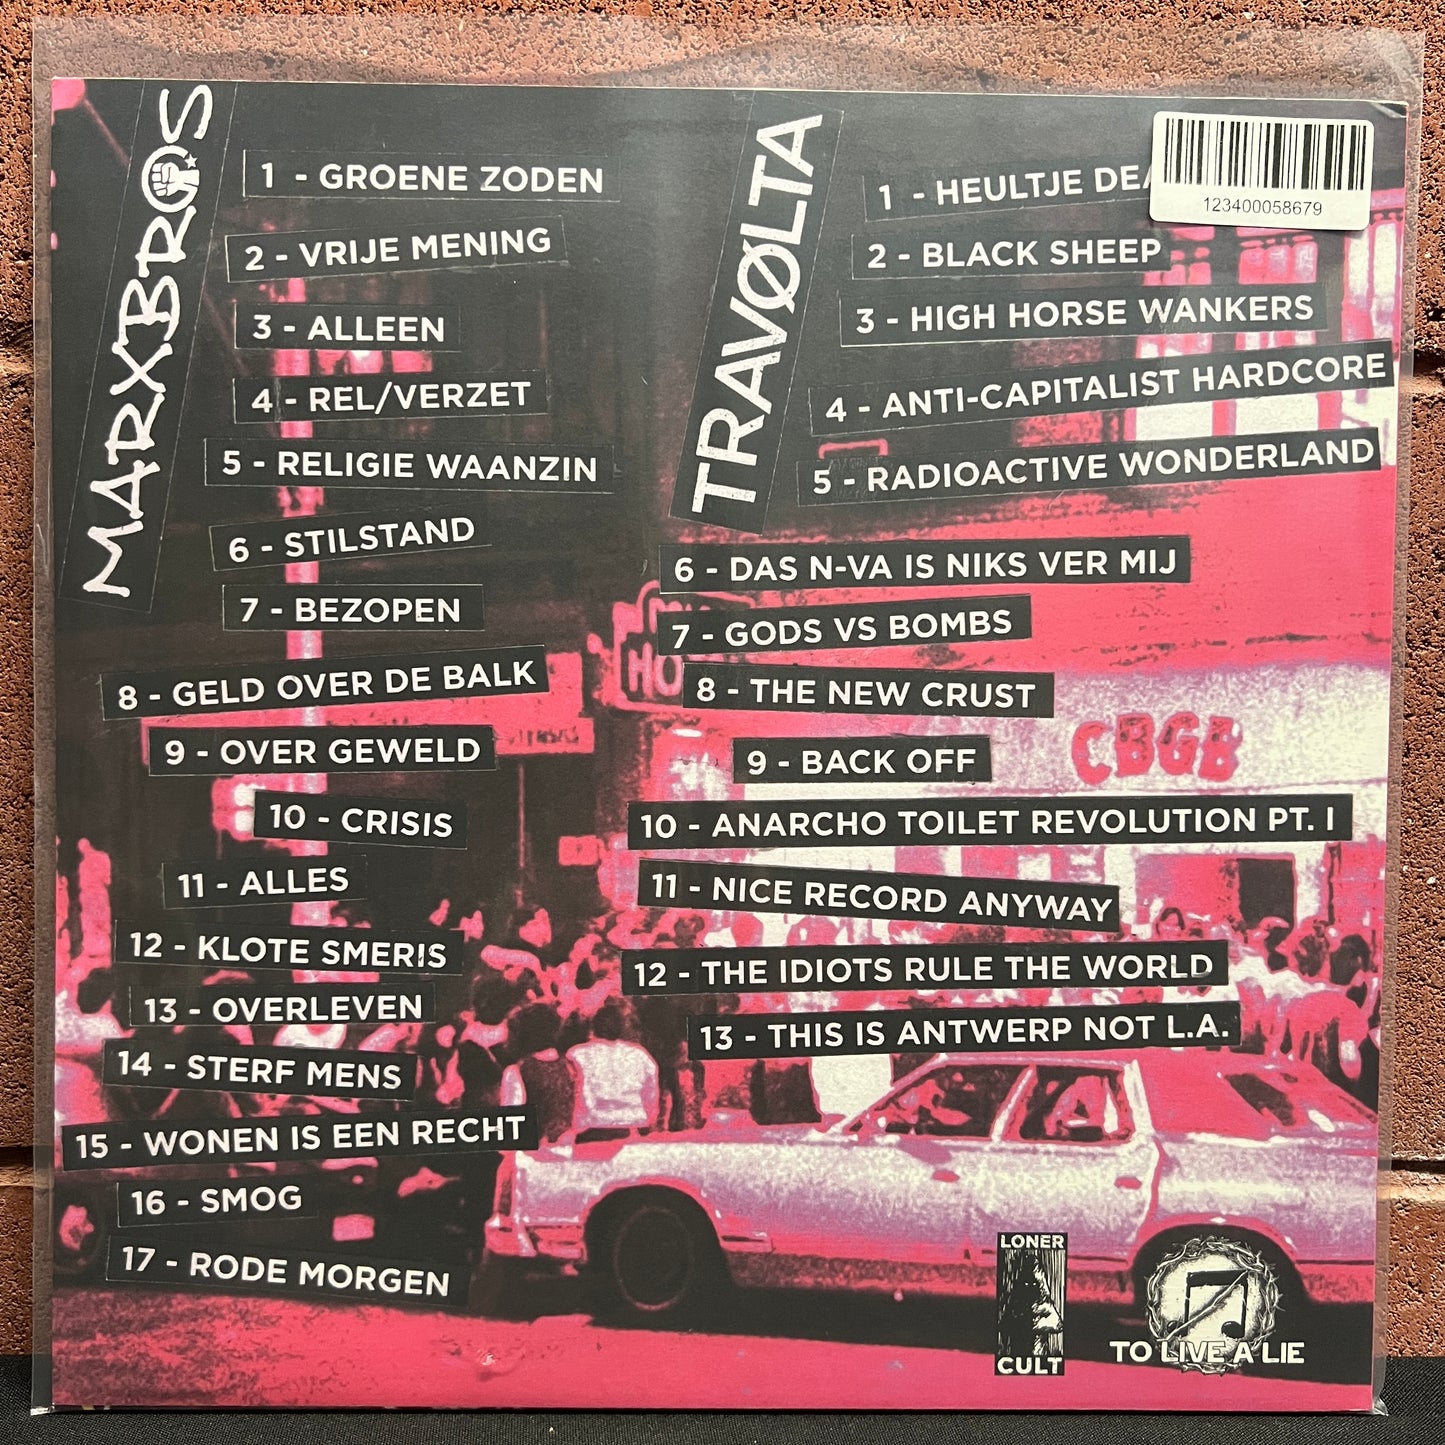 MARXBROS
1 - GROENE ZODEN
2 - VRIJE MENING
3 - ALLEEN
4 - REL/VERZET
5 - RELIGIE WAANZIN
6 - STILSTAND
7 - BEZOPEN
8 - GELD OVER DE BALK
9 - OVER GEWELD
10 - CRISIS
11 - ALLES
12 - KLOTE SMERIS
13 - OVERLEVEN
14 - STERF MENS
15 - WONEN IS EEN RECHT
16 - SMOG
17 - RODE MORGEN
TRAVØLTA
1 - HEULTJE
2 - BLACK SHEEP
3 - HIGH HORSE WANKERS
4 - ANTI-CAPITALIST HARDCORE
5 - RADIOACTIVE WONDERLAND
6 - DAS N-VA IS NIKS VER MIJ
7 - GODS VS BOMBS
8 - THE NEW CRUST
9 - BACK OFF
10 - ANARCHO TOILET REVOLUTION PT. I
11 - NICE RECORD ANYWAY
12 - THE IDIOTS RULE THE WORLD
13 - THIS IS ANTWERP NOT L.A.
123400058679
HO
CBGB
LONER
CULT
TO LIVE A LIE